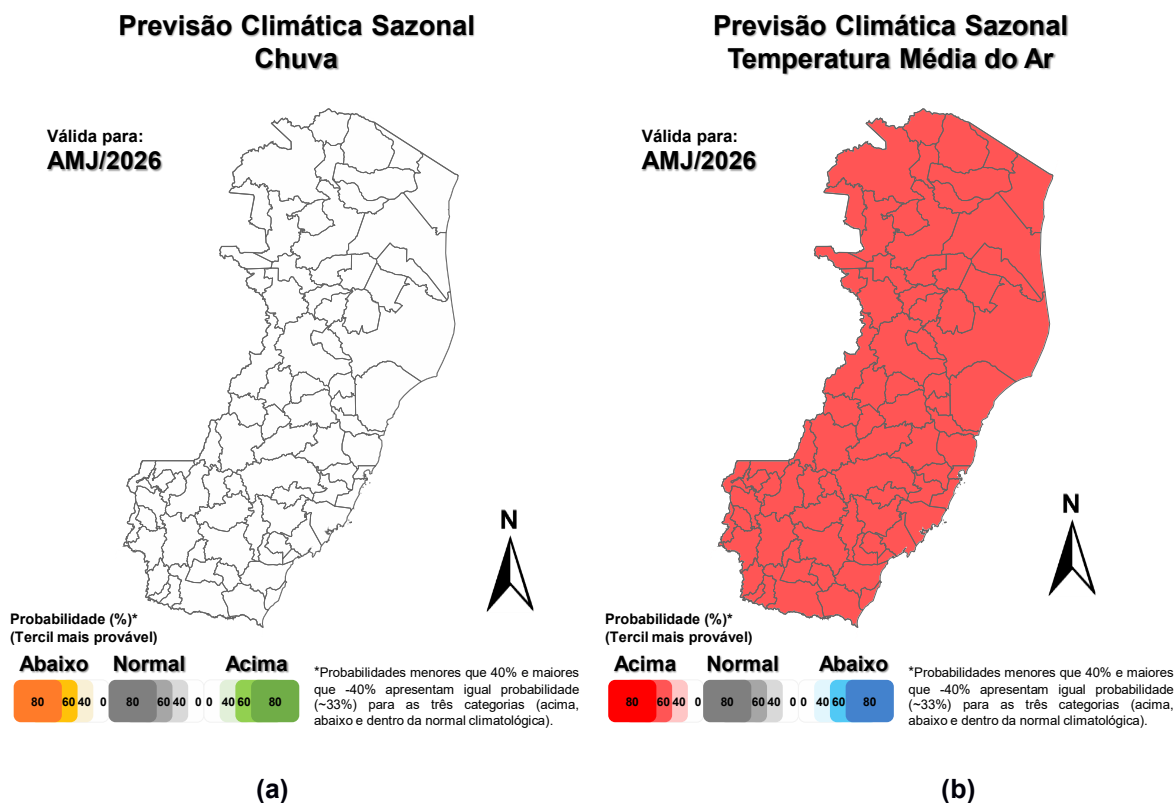 Previsão Climática Sazonal
Chuva
Válida para:
AMJ/2026
N
Probabilidade (%)*
(Tercil mais provável)
Abaixo Normal Acima
80 60 40 0 80 60 40 0 0 40 60 80
*Probabilidades menores que 40% e maiores
que -40% apresentam igual probabilidade
(~33%) para as três categorias (acima,
abaixo e dentro da normal climatológica).
(a)
Previsão Climática Sazonal
Temperatura Média do Ar
Válida para:
AMJ/2026
N
Probabilidade (%)*
(Tercil mais provável)
Acima Normal Abaixo
80 60 40 0 80 60 40 0 0 40 60 80
*Probabilidades menores que 40% e maiores
que -40% apresentam igual probabilidade
(~33%) para as três categorias (acima,
abaixo e dentro da normal climatológica).
(b)